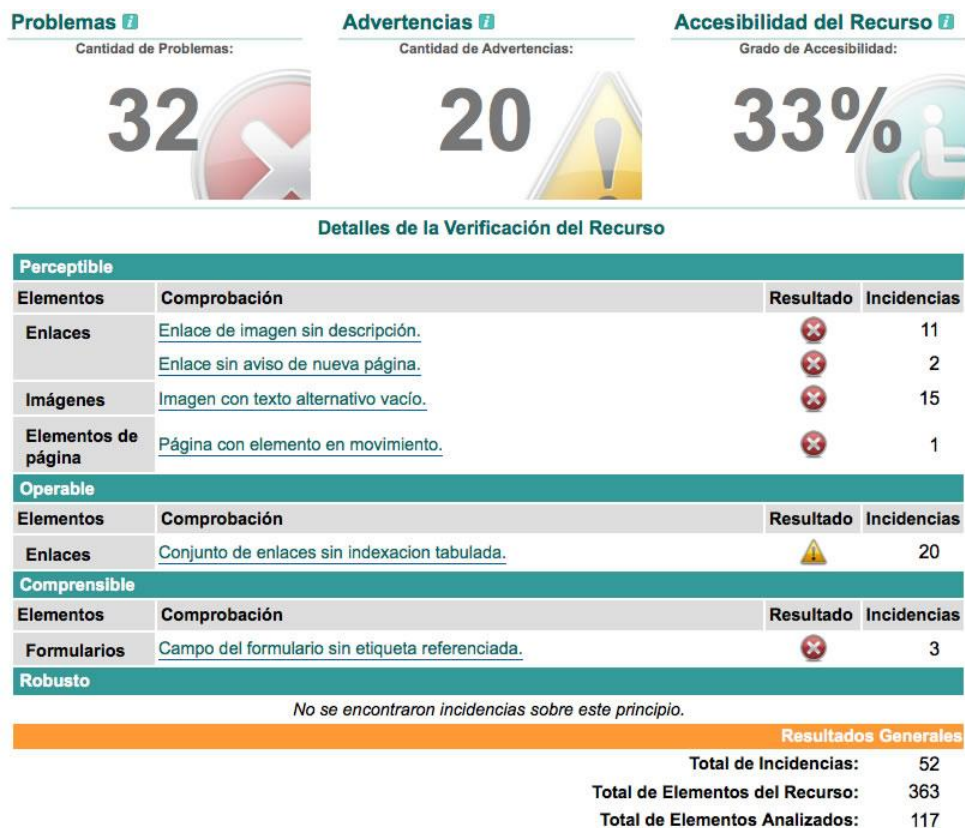 Problemas i Advertencias i Accesibilidad del Recurso i
Cantidad de Problemas: Cantidad de Advertencias: Grado de Accesibilidad:
32 20 33%
Detalles de la Verificación del Recurso
Perceptible
Elementos Comprobación Resultado Incidencias
Enlaces Enlace de imagen sin descripción. 11
Enlace sin aviso de nueva página. 2
Imágenes Imagen con texto alternativo vacío. 15
Elementos de
página Página con elemento en movimiento. 1
Operable
Elementos Comprobación Resultado Incidencias
Enlaces Conjunto de enlaces sin indexacion tabulada. 20
Comprensible
Elementos Comprobación Resultado Incidencias
Formularios Campo del formulario sin etiqueta referenciada. 3
Robusto
No se encontraron incidencias sobre este principio.
Resultados Generales
Total de Incidencias: 52
Total de Elementos del Recurso: 363
Total de Elementos Analizados: 117